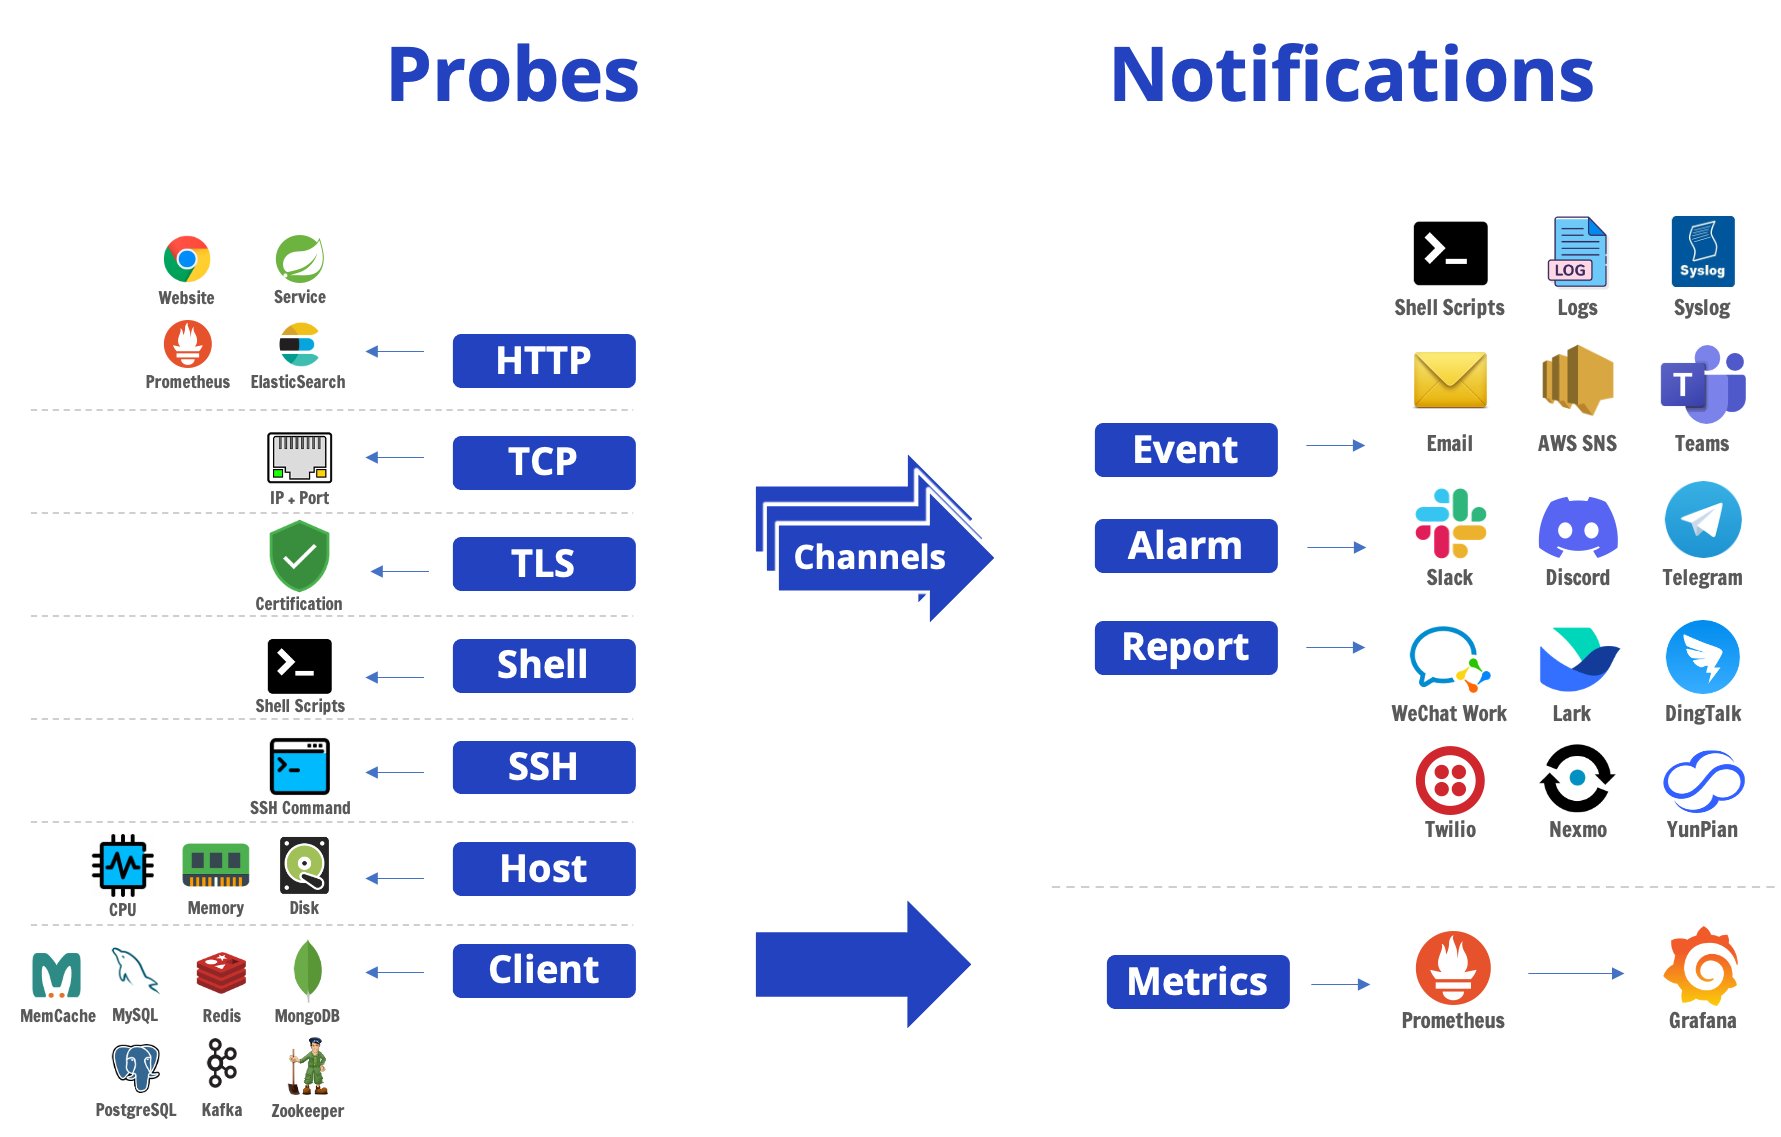 Probes
Notifications
Website
Service
Prometheus
ElasticSearch
HTTP
IP + Port
TCP
Certification
TLS
Shell Scripts
Shell
SSH Command
SSH
CPU
Memory
Disk
Host
MemCache
MySQL
Redis
MongoDB
Client
PostgreSQL
Kafka
Zookeeper
Channels
Event
Alarm
Report
Shell Scripts
LOG
Logs
Syslog
Syslog
Email
AWS SNS
T
Teams
Slack
Discord
Telegram
WeChat Work
Lark
DingTalk
Twilio
Nexmo
YunPian
Metrics
Prometheus
Grafana